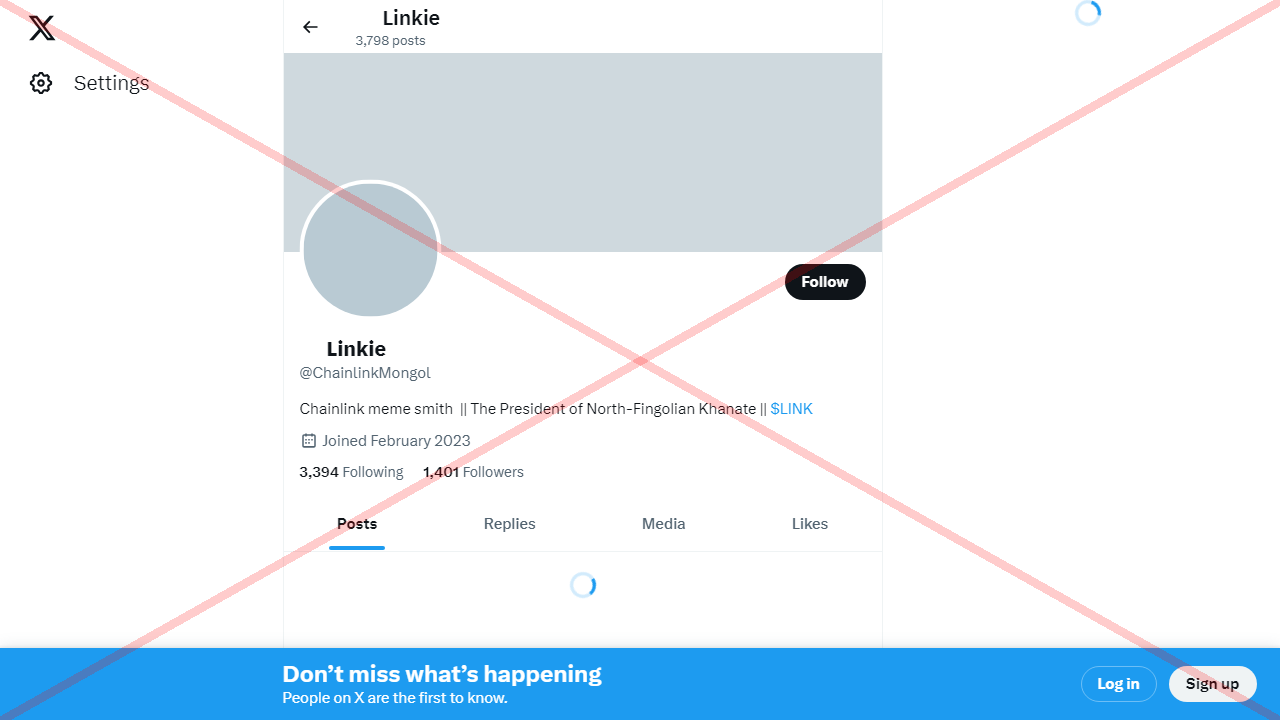 Linkie
3,798 posts
Settings
Follow
Linkie
@ChainlinkMongol
Chainlink meme smith || The President of North-Fingolian Khanate || $LINK
Joined February 2023
3,394 Following 1,401 Followers
Posts Replies Media Likes
Don’t miss what’s happening
People on X are the first to know.
Log in
Sign up